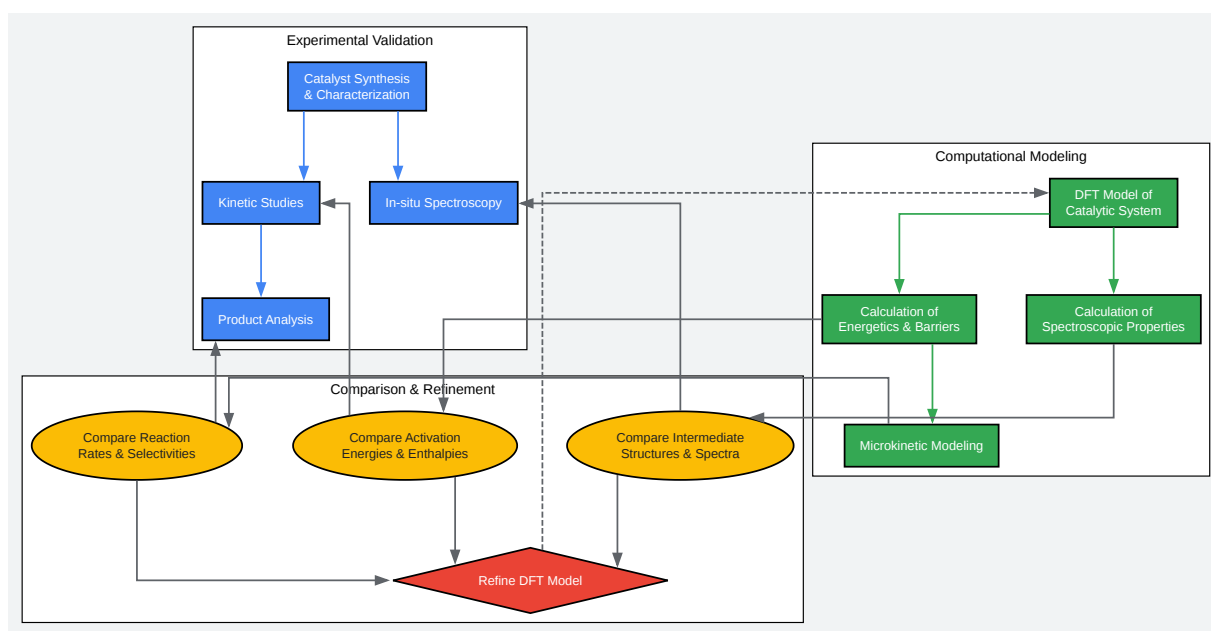 Experimental Validation
Catalyst Synthesis
& Characterization
Kinetic Studies
In-situ Spectroscopy
Product Analysis
Computational Modeling
DFT Model of
Catalytic System
Calculation of
Energetics & Barriers
Calculation of
Spectroscopic Properties
Microkinetic Modeling
Comparison & Refinement
Compare Reaction
Rates & Selectivities
Compare Activation
Energies & Enthalpies
Compare Intermediate
Structures & Spectra
Refine DFT Model